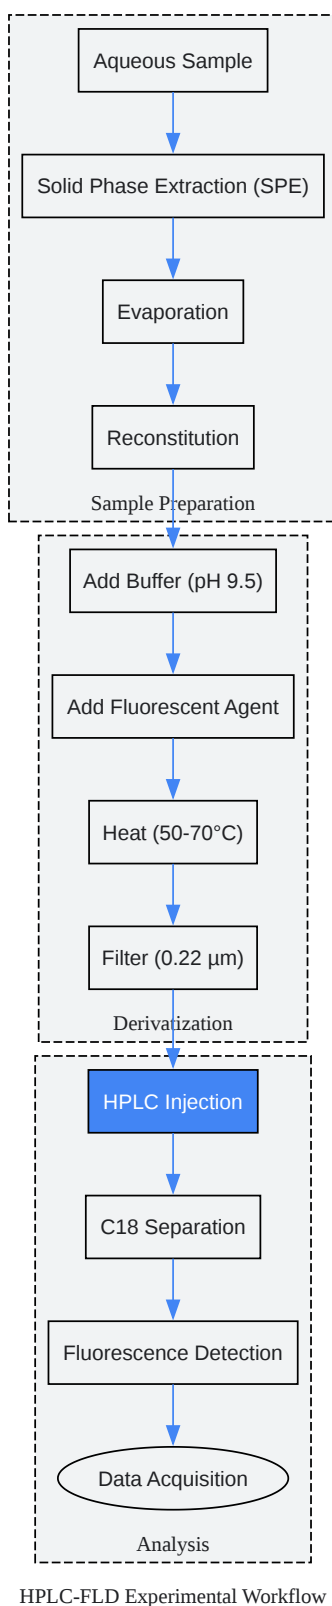 Aqueous Sample
Solid Phase Extraction (SPE)
Evaporation
Reconstitution
Sample Preparation
Add Buffer (pH 9.5)
Add Fluorescent Agent
Heat (50-70°C)
Filter (0.22 µm)
Derivatization
HPLC Injection
C18 Separation
Fluorescence Detection
Data Acquisition
Analysis
HPLC-FLD Experimental Workflow